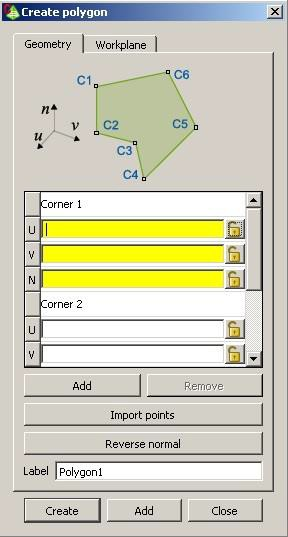 Create polygon
Geometry Workplane
C1
C6
n
u
v
C2
C5
C3
C4
Corner 1
U
V
N
Corner 2
U
V
Add Remove
Import points
Reverse normal
Label Polygon1
Create Add Close